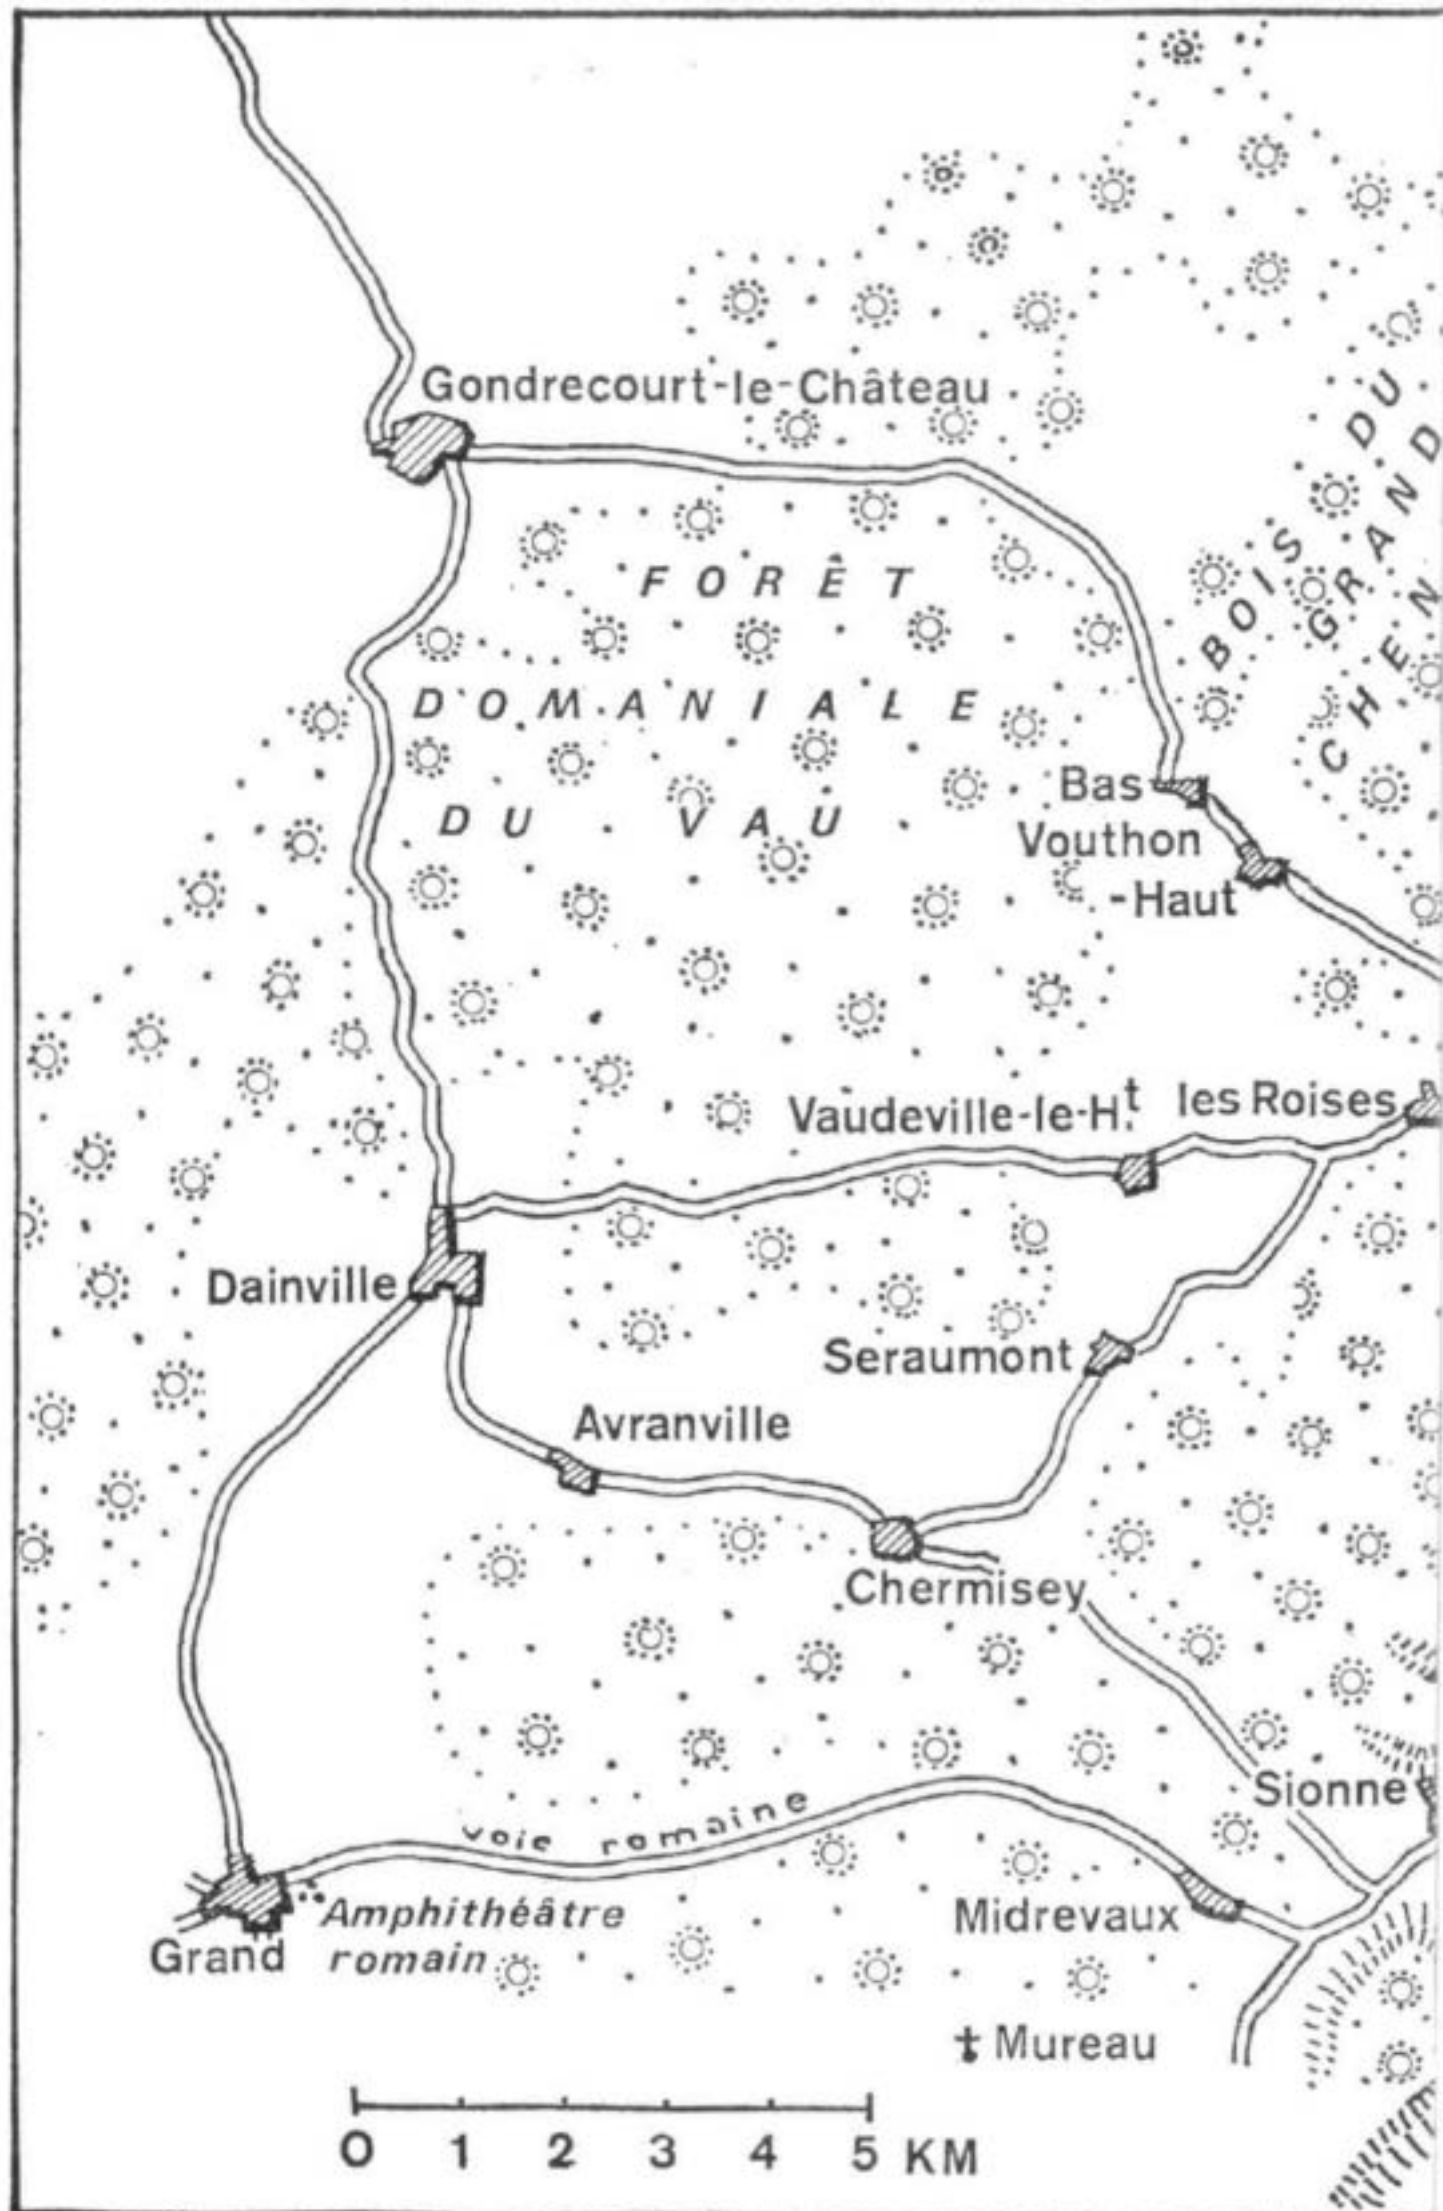 Gondrecourt-le-Château
BOIS DU
GRAND
CHEN
FORÊT
DOMANIALE
DU VAU
Bas
Vouthon
-Haut
Vaudeville-le-Ht.
les Roises
Dainville
Seraumont
Avranville
Chermisey
Sionne
voie romaine
Amphithéâtre
romain
Grand
Midrevaux
Mureau
0 1 2 3 4 5 KM